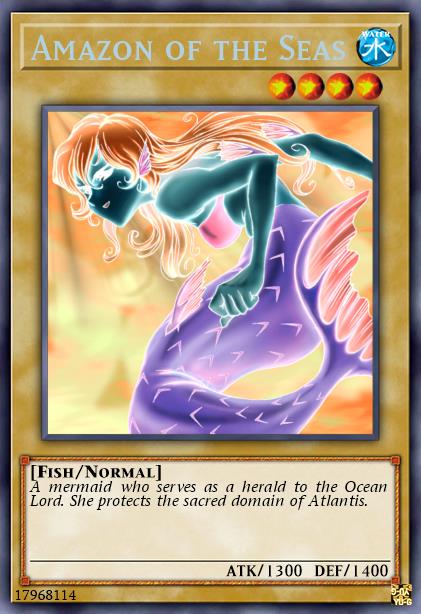 Amazon of the Seas
WATER
水
[Fish/Normal]
A mermaid who serves as a herald to the Ocean
Lord. She protects the sacred domain of Atlantis.
ATK/1300 DEF/1400
17968114